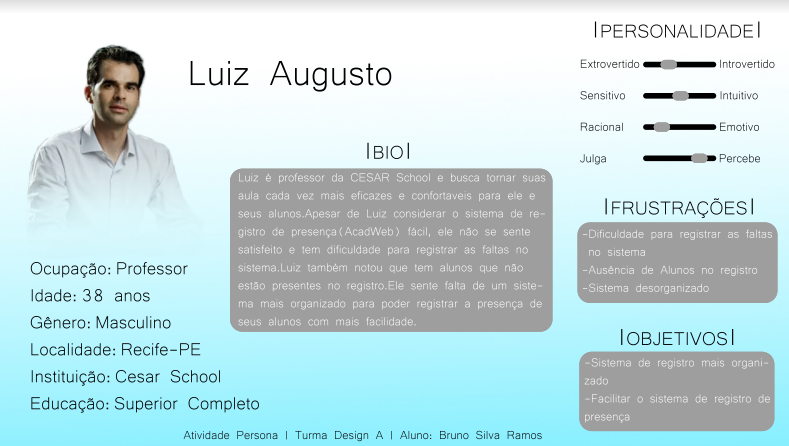 Luiz Augusto
|BIO|
Luiz é professor da CESAR School e busca tornar suas
aula cada vez mais eficazes e confortaveis para ele e
seus alunos.Apesar de Luiz considerar o sistema de re-
gistro de presença(AcadWeb) fácil, ele não se sente
satisfeito e tem dificuldade para registrar as faltas no
sistema.Luiz também notou que tem alunos que não
estão presentes no registro.Ele sente falta de um siste-
ma mais organizado para poder registrar a presença de
seus alunos com mais facilidade.
Ocupação: Professor
Idade: 38 anos
Gênero: Masculino
Localidade: Recife-PE
Instituição: Cesar School
Educação: Superior Completo
|PERSONALIDADE|
Extrovertido Introvertido
Sensitivo Intuitivo
Racional Emotivo
Julga Percebe
|FRUSTRAÇÕES|
-Dificuldade para registrar as faltas
no sistema
-Ausência de Alunos no registro
-Sistema desorganizado
|OBJETIVOS|
-Sistema de registro mais organi-
zado
-Facilitar o sistema de registro de
presença
Atividade Persona | Turma Design A | Aluno: Bruno Silva Ramos